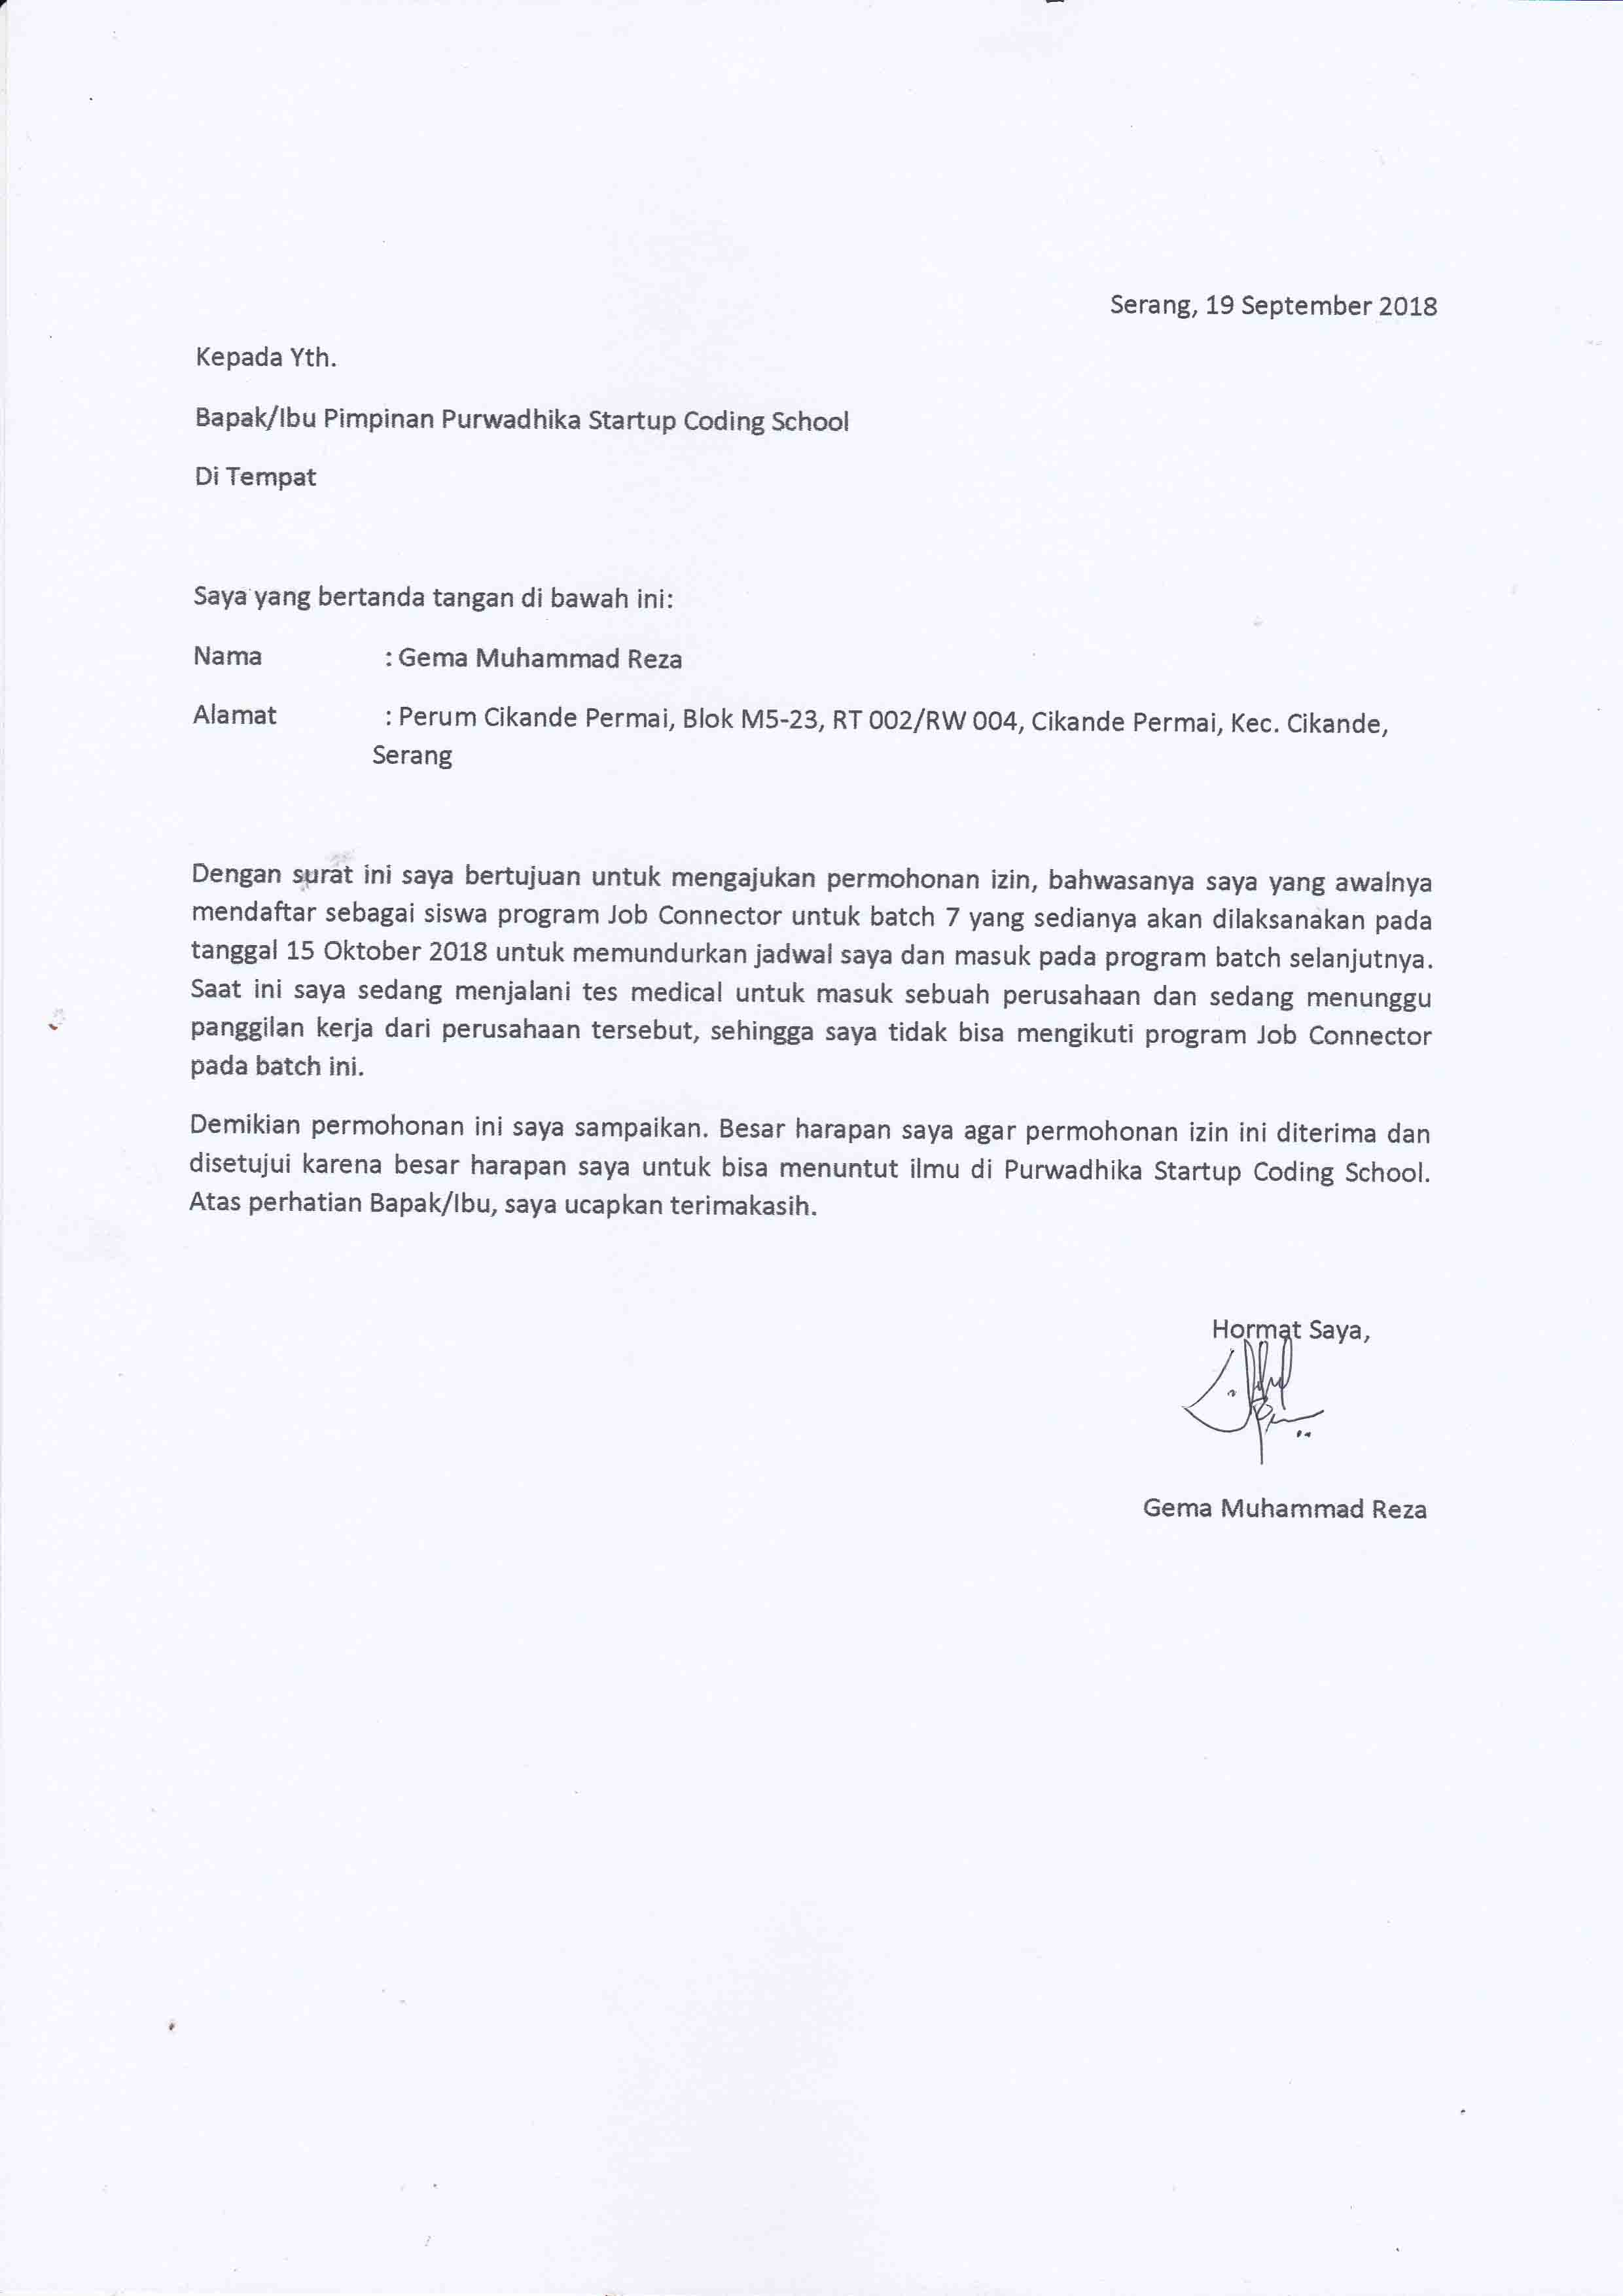 Serang, 19 September 2018
Kepada Yth.
Bapak/Ibu Pimpinan Purwadhika Startup Coding School
Di Tempat
Saya yang bertanda tangan di bawah ini:
Nama : Gema Muhammad Reza
Alamat : Perum Cikande Permai, Blok M5-23, RT 002/RW 004, Cikande Permai, Kec. Cikande,
Serang
Dengan surat ini saya bertujuan untuk mengajukan permohonan izin, bahwasanya saya yang awalnya
mendaftar sebagai siswa program Job Connector untuk batch 7 yang sedianya akan dilaksanakan pada
tanggal 15 Oktober 2018 untuk memundurkan jadwal saya dan masuk pada program batch selanjutnya.
Saat ini saya sedang menjalani tes medical untuk masuk sebuah perusahaan dan sedang menunggu
panggilan kerja dari perusahaan tersebut, sehingga saya tidak bisa mengikuti program Job Connector
pada batch ini.
Demikian permohonan ini saya sampaikan. Besar harapan saya agar permohonan izin ini diterima dan
disetujui karena besar harapan saya untuk bisa menuntut ilmu di Purwadhika Startup Coding School.
Atas perhatian Bapak/Ibu, saya ucapkan terimakasih.
Hormat Saya,
Gema Muhammad Reza